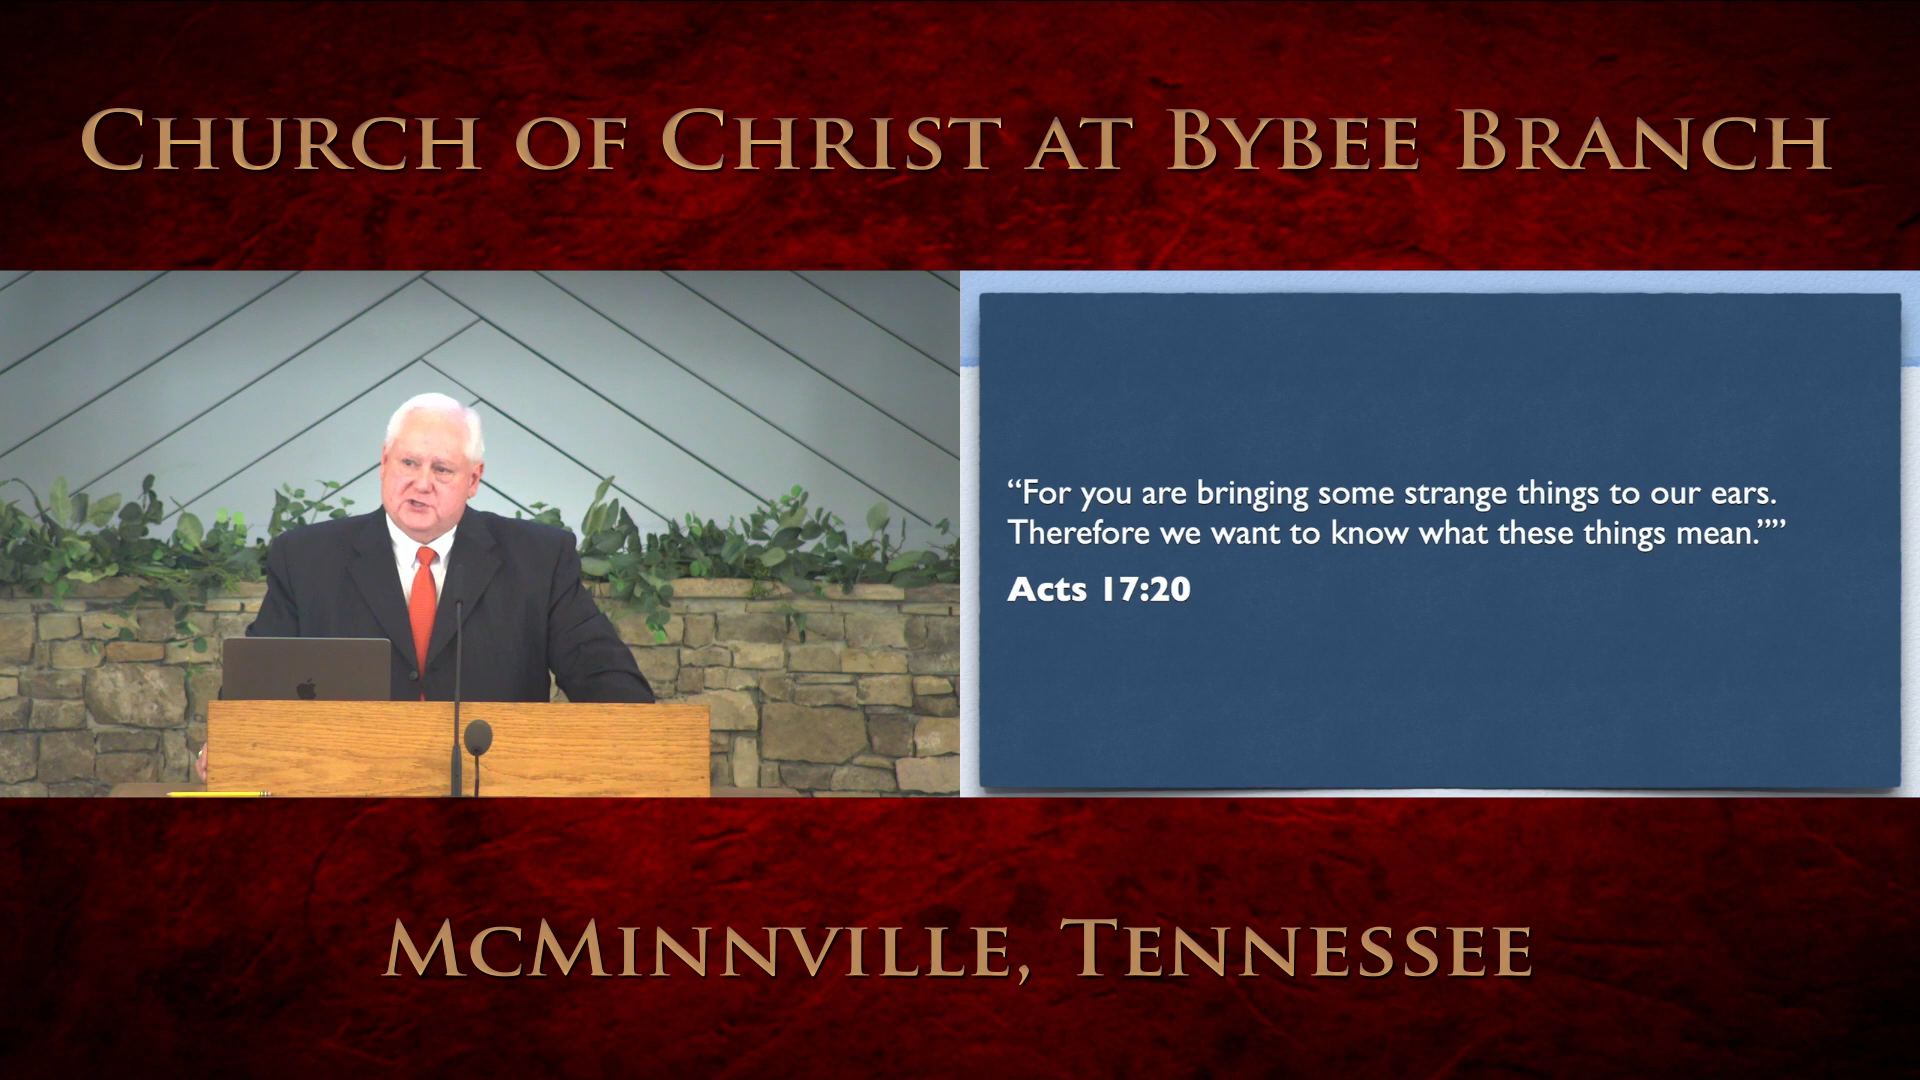 Church of Christ at Bybee Branch
“For you are bringing some strange things to our ears.
Therefore we want to know what these things mean.””
Acts 17:20
McMinnville, Tennessee